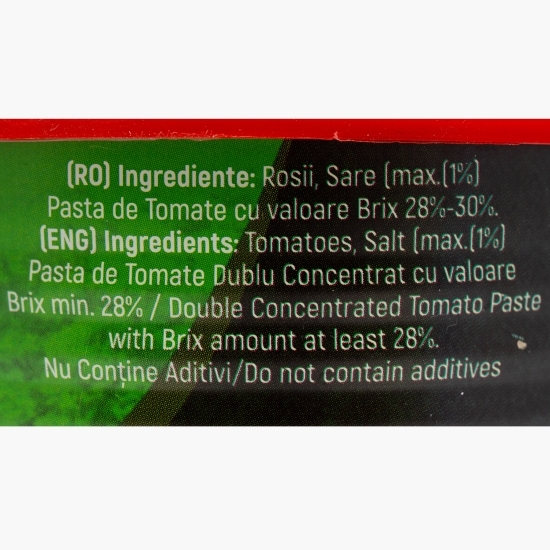 (RO) Ingrediente: Rosii, Sare (max.(1%)
Pasta de Tomate cu valoare Brix 28%-30%.
(ENG) Ingredients: Tomatoes, Salt (max.(1%)
Pasta de Tomate Dublu Concentrat cu valoare
Brix min. 28% / Double Concentrated Tomato Paste
with Brix amount at least 28%.
Nu Conține Aditivi/Do not contain additives